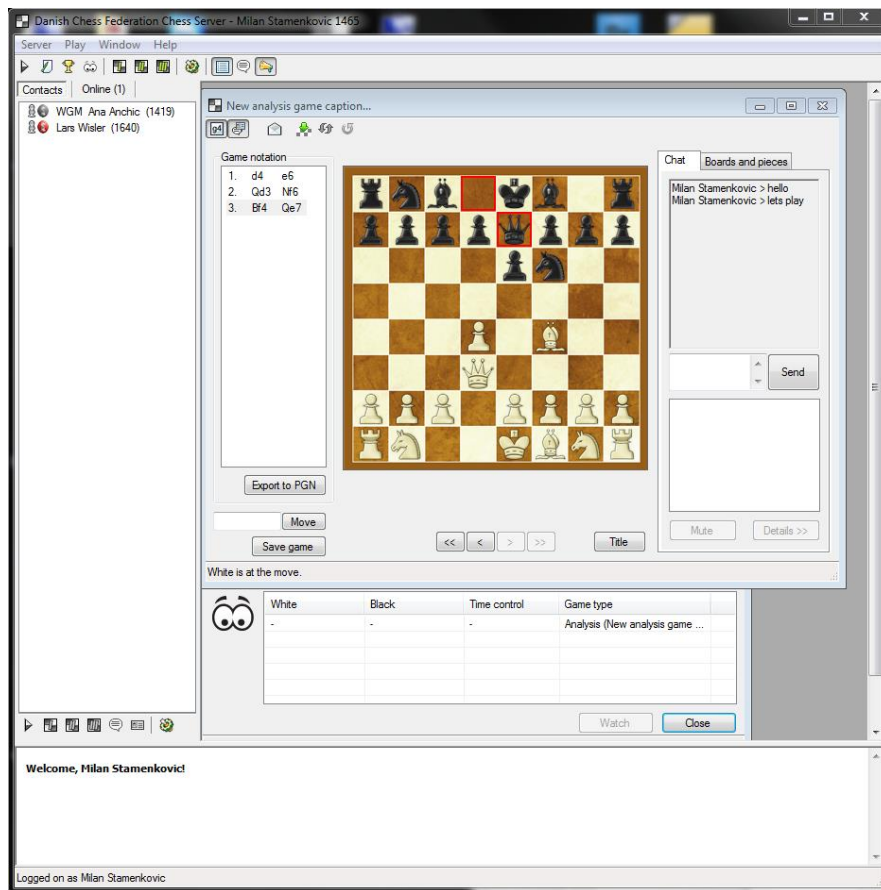 Danish Chess Federation Chess Server - Milan Stamenkovic 1465
Server Play Window Help
Contacts Online (1)
WGM Ana Anchic (1419)
Lars Wisler (1640)
New analysis game caption...
g4
Game notation
1. d4 e6
2. Qd3 Nf6
3. Bf4 Qe7
Export to PGN
Move
Save game
<< < > >>
Title
Chat Boards and pieces
Milan Stamenkovic > hello
Milan Stamenkovic > lets play
Send
Mute Details >>
White is at the move.
White Black Time control Game type
- - - Analysis (New analysis game ...
Watch Close
Welcome, Milan Stamenkovic!
Logged on as Milan Stamenkovic